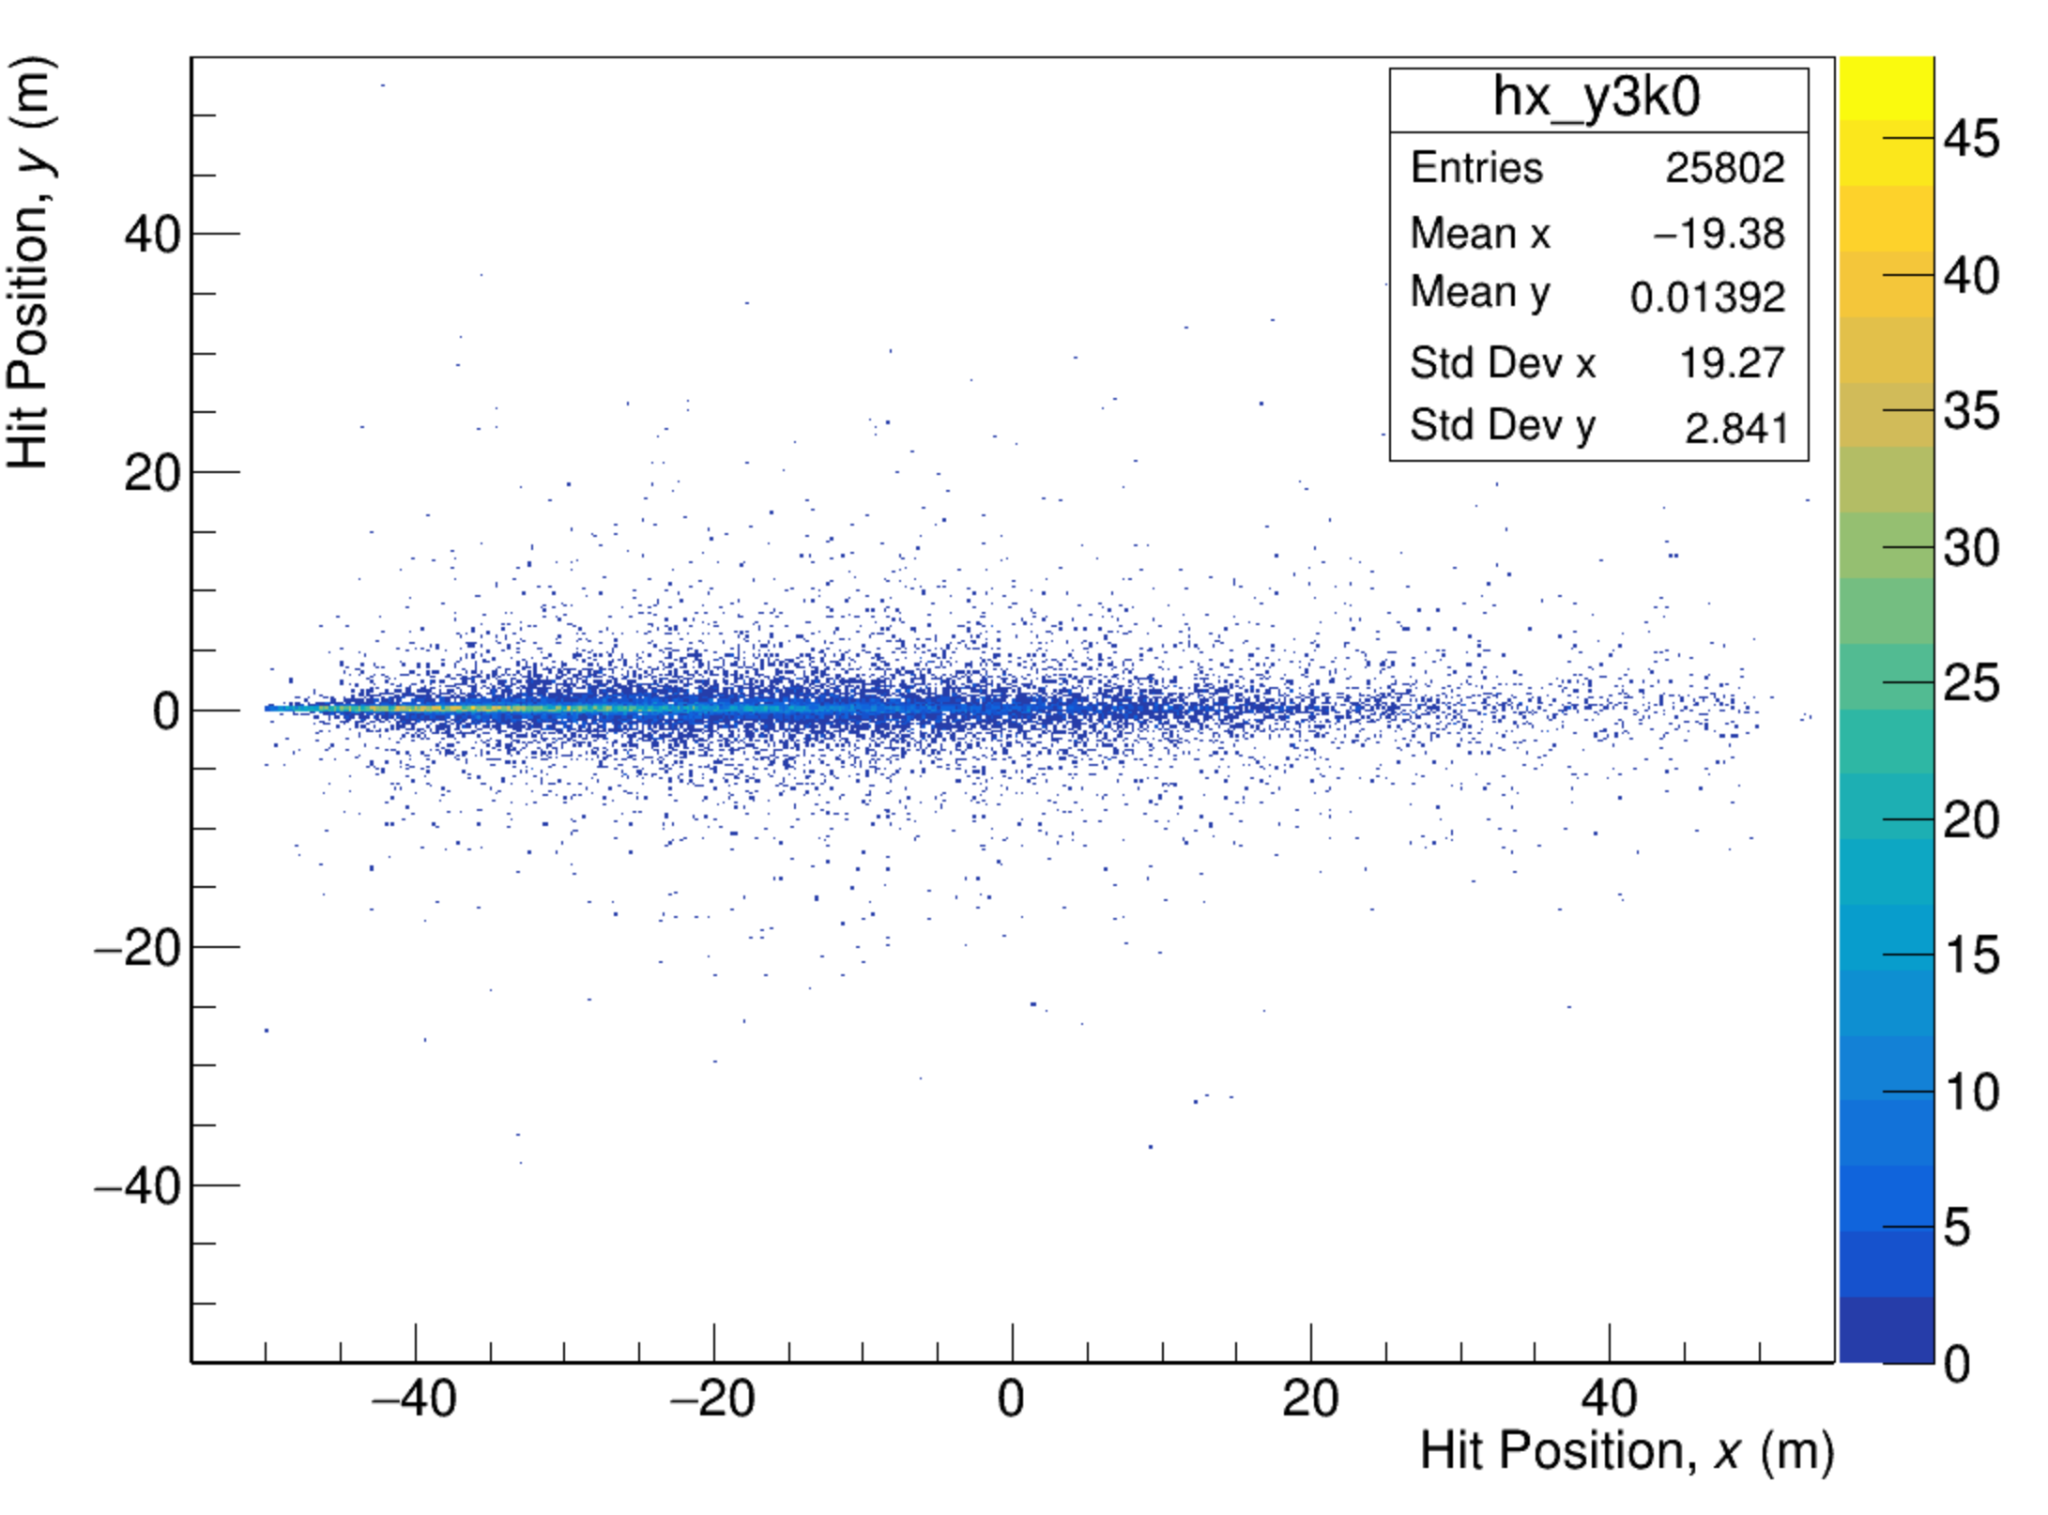 Hit Position, y (m)
40
20
0
−20
−40
hx_y3k0
Entries 25802
Mean x −19.38
Mean y 0.01392
Std Dev x 19.27
Std Dev y 2.841
45
40
35
30
25
20
15
10
5
0
−40 −20 0 20 40
Hit Position, x (m)